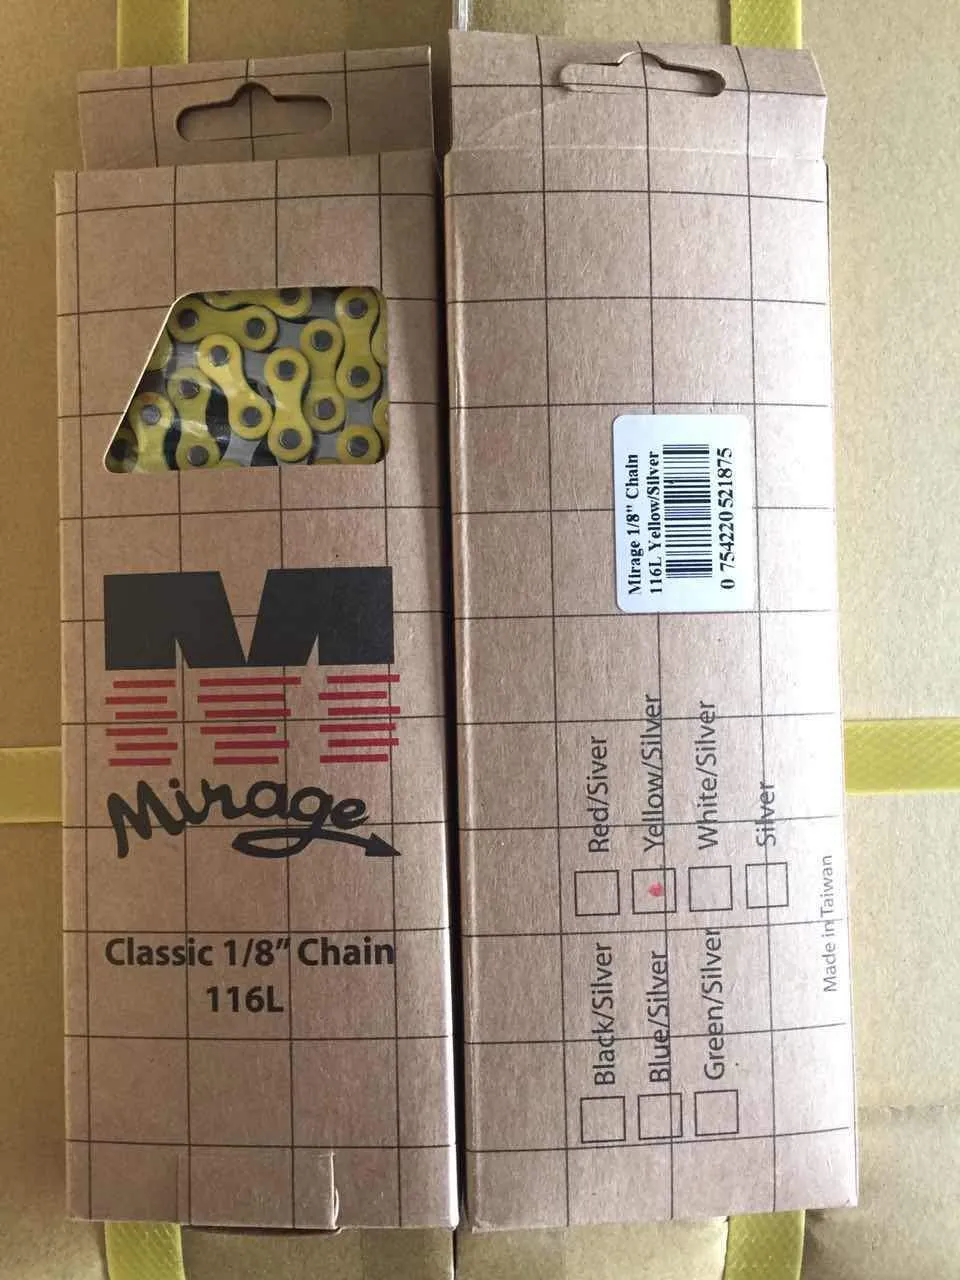 M
Mirage
Classic 1/8" Chain
116L
Mirage 1/8" Chain
116L Yellow/Silver
0 754220 521875
Black/Silver
Red/Siver
Blue/Silver
Yellow/Silver
Green/Silver
White/Silver
Silver
Made in Taiwan